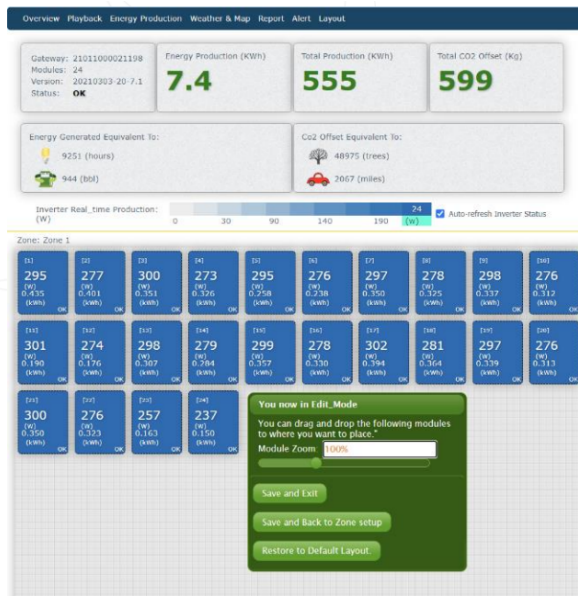 Overview Playback Energy Production Weather & Map Report Alert Layout
Gateway: 21011000021198
Modules: 24
Version: 20210303-20-7.1
Status: OK
Energy Production (KWh)
7.4
Total Production (KWh)
555
Total CO2 Offset (Kg)
599
Energy Generated Equivalent To:
9251 (hours)
944 (bbl)
Co2 Offset Equivalent To:
48975 (trees)
2067 (miles)
Inverter Real_time Production:
(W)
24
0 30 90 140 190 (w)
Auto-refresh Inverter Status
Zone: Zone 1
[1] [2] [3] [4] [5] [6] [7] [8] [9] [10]
295 277 300 273 295 276 297 278 298 276
(W) (W) (W) (W) (W) (W) (W) (W) (W) (W)
0.435 0.401 0.351 0.326 0.258 0.238 0.350 0.325 0.337 0.312
(kWh) (kWh) (kWh) (kWh) (kWh) (kWh) (kWh) (kWh) (kWh) (kWh)
OK OK OK OK OK OK OK OK OK OK
[11] [12] [13] [14] [15] [16] [17] [18] [19] [20]
301 274 298 279 299 278 302 281 297 276
(W) (W) (W) (W) (W) (W) (W) (W) (W) (W)
0.190 0.176 0.307 0.284 0.357 0.330 0.394 0.364 0.339 0.313
(kWh) (kWh) (kWh) (kWh) (kWh) (kWh) (kWh) (kWh) (kWh) (kWh)
OK OK OK OK OK OK OK OK OK OK
[21] [22] [23] [24]
300 276 257 237
(W) (W) (W) (W)
0.350 0.323 0.163 0.150
(kWh) (kWh) (kWh) (kWh)
OK OK OK OK
You now in Edit_Mode
You can drag and drop the following modules
to where you want to place."
Module Zoom: 100%
Save and Exit
Save and Back to Zone setup
Restore to Default Layout.